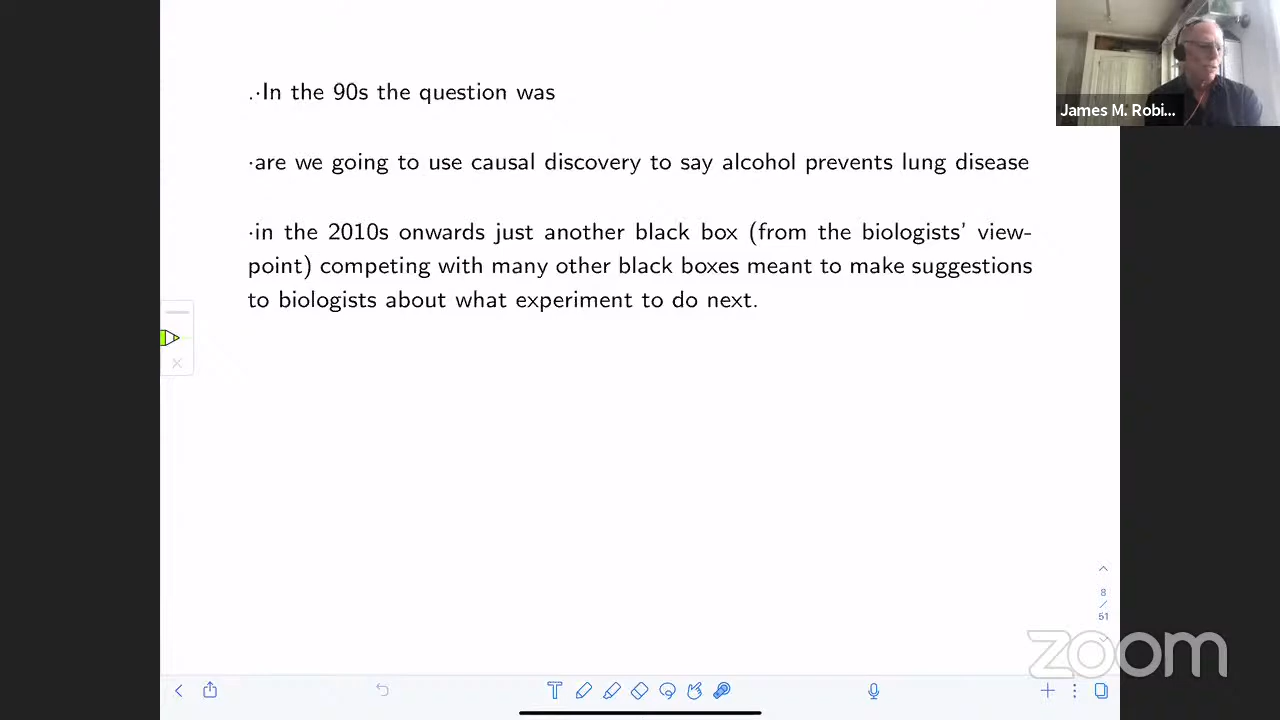 .·In the 90s the question was
·are we going to use causal discovery to say alcohol prevents lung disease
·in the 2010s onwards just another black box (from the biologists' view-
point) competing with many other black boxes meant to make suggestions
to biologists about what experiment to do next.
James M. Robi...
8
/
51
zoom